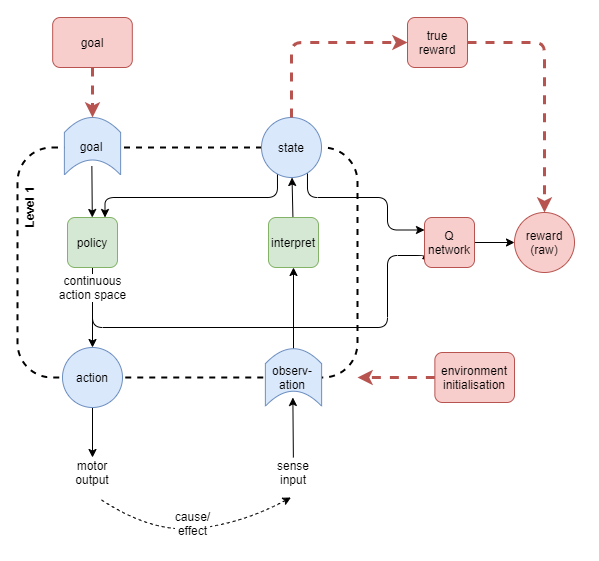 goal
true
reward
goal
state
Level 1
policy
interpret
Q
network
reward
(raw)
continuous
action space
action
observ-
ation
environment
initialisation
motor
output
sense
input
cause/
effect